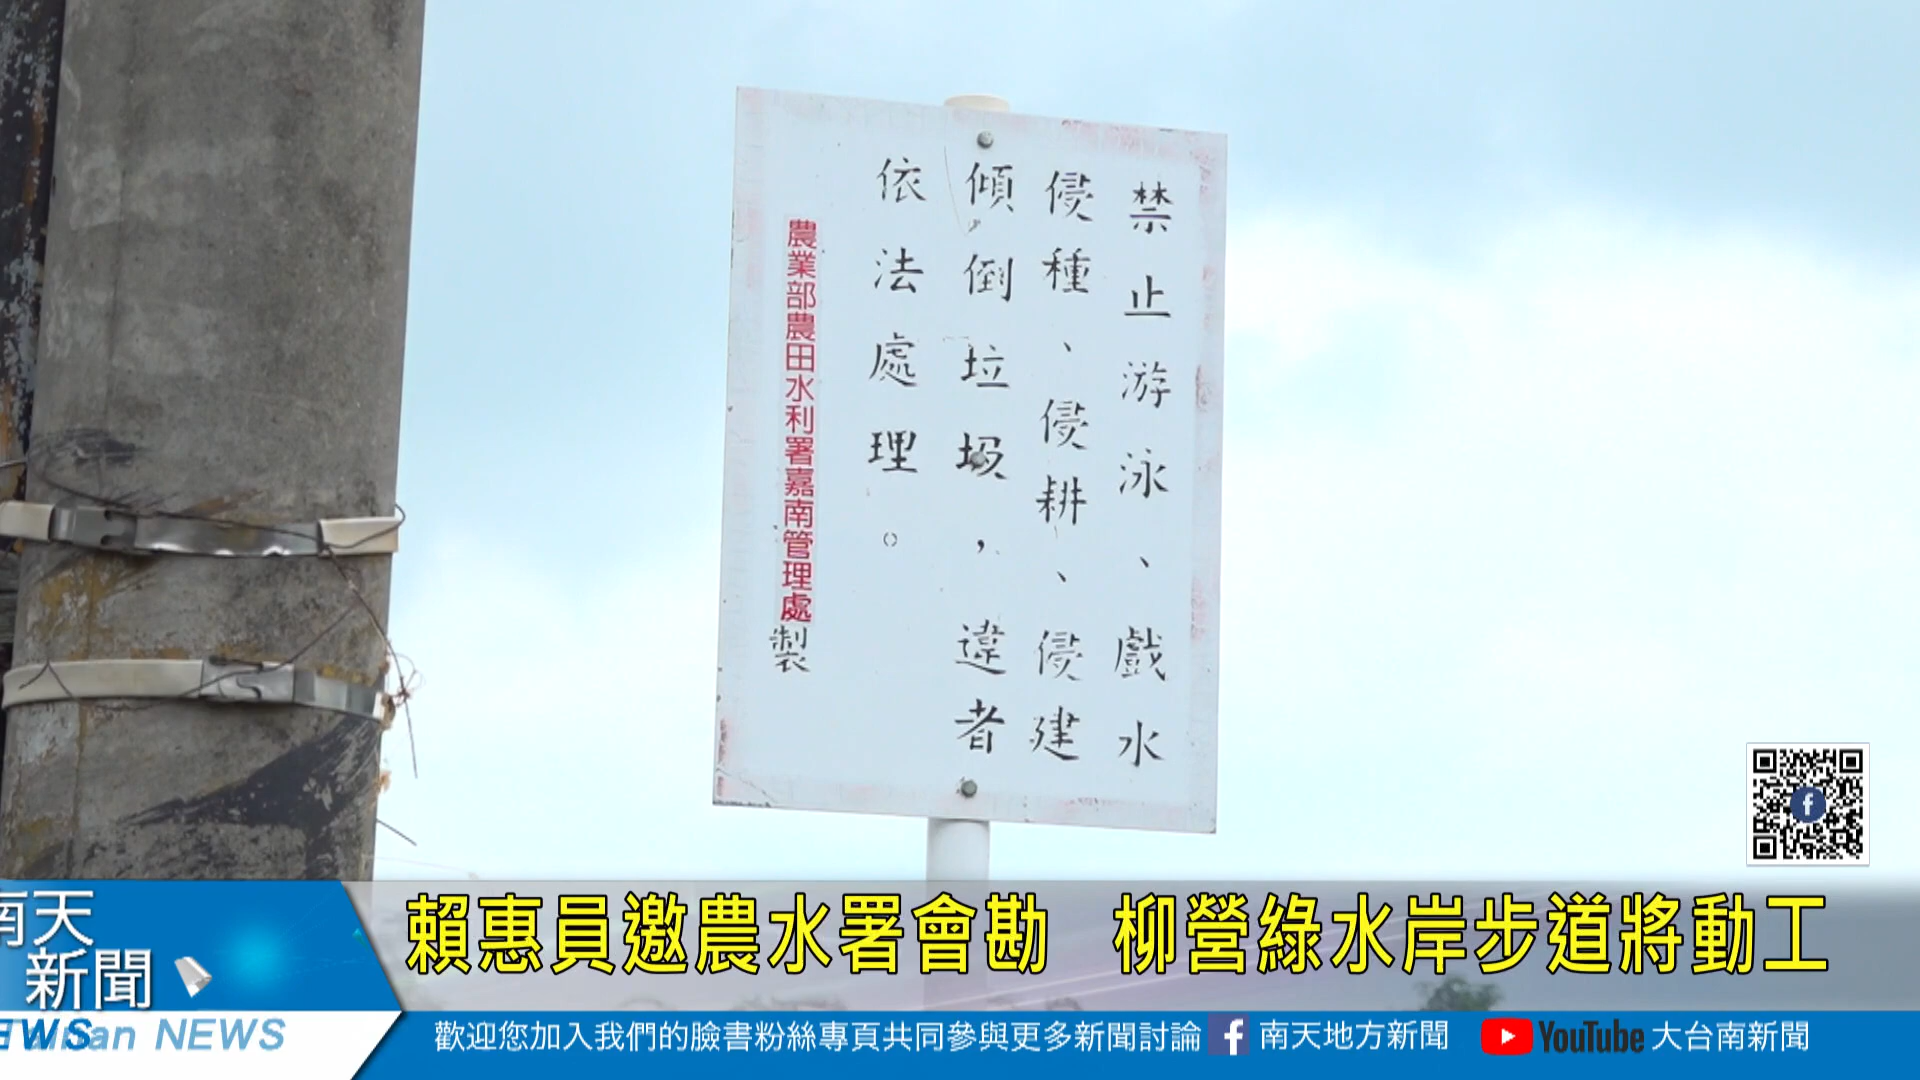 禁止游泳、戲水
侵種、侵耕、侵建
傾倒垃圾，違者
依法處理。
農業部農田水利署嘉南管理處製
賴惠員邀農水署會勘 柳營綠水岸步道將動工
南天
新聞
NEWS
歡迎您加入我們的臉書粉絲專頁共同參與更多新聞討論 南天地方新聞 YouTube 大台南新聞